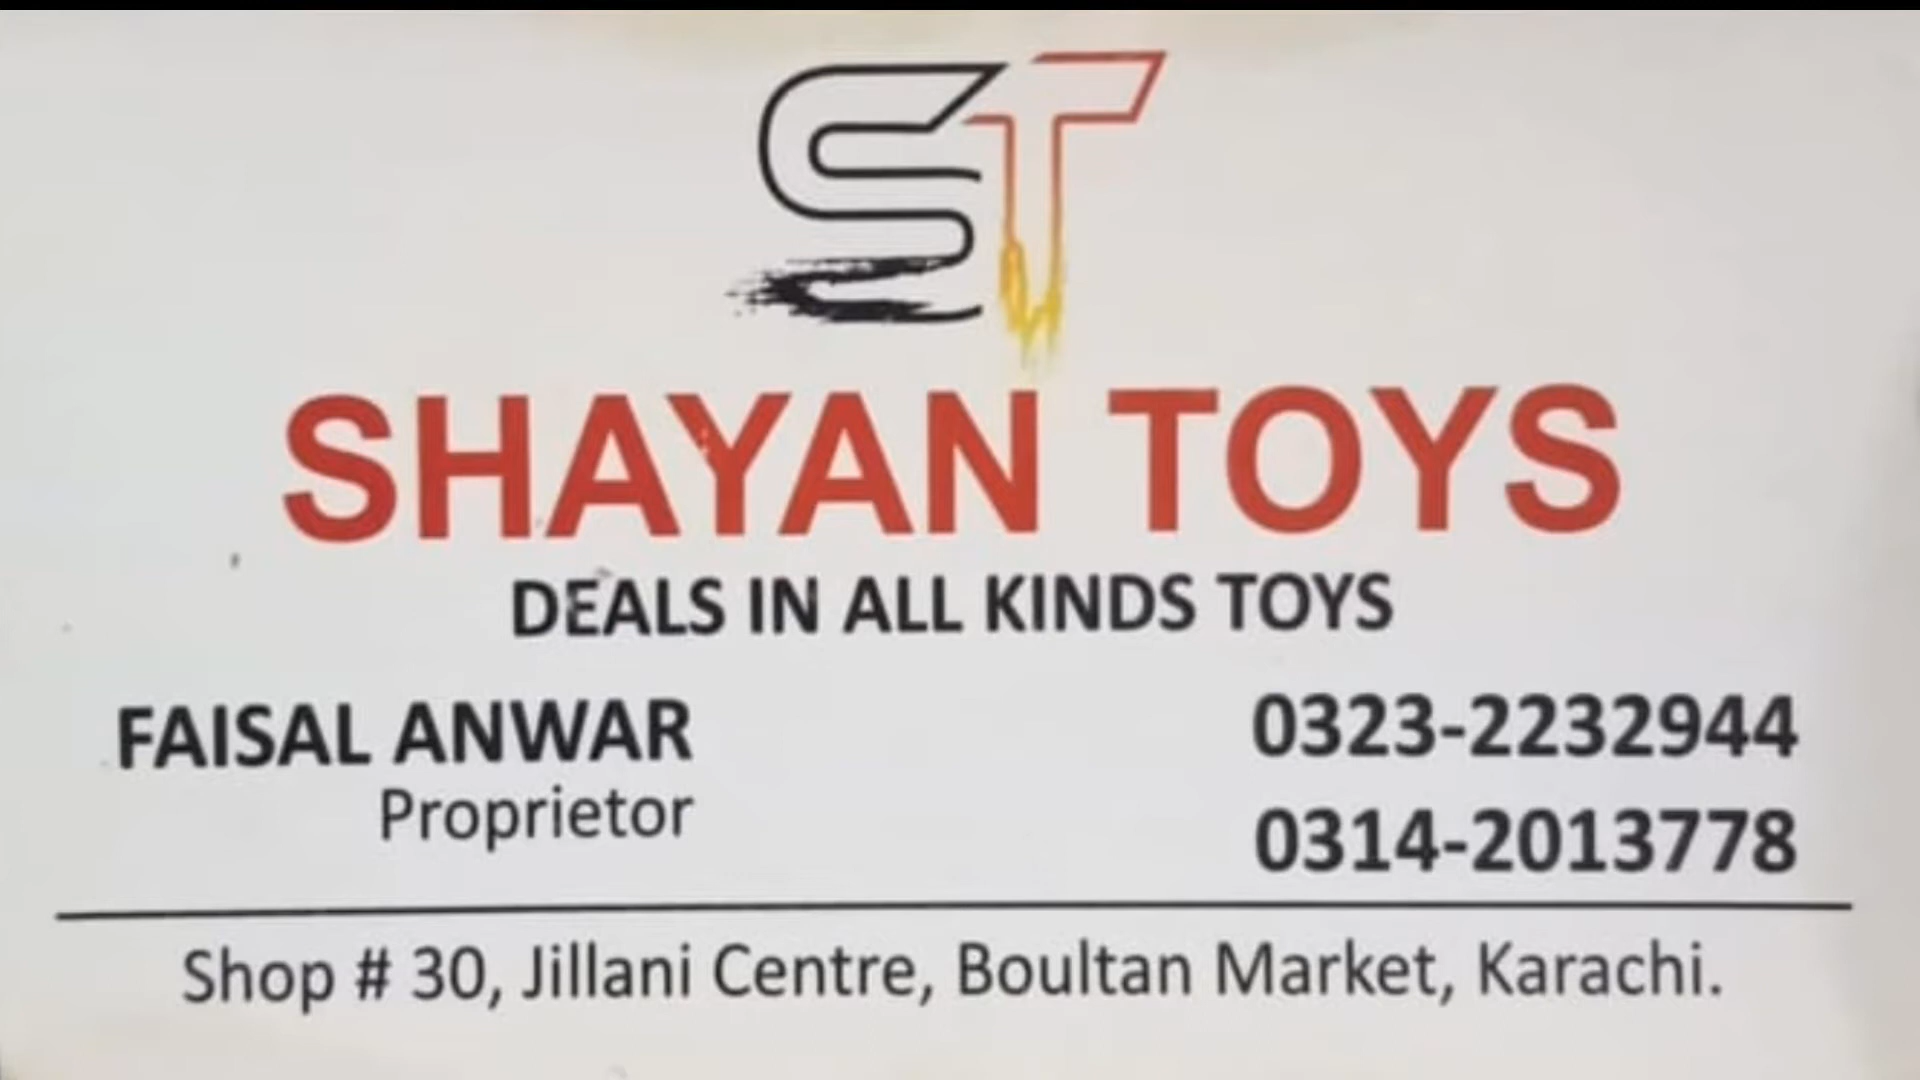 ST
SHAYAN TOYS
DEALS IN ALL KINDS TOYS
FAISAL ANWAR
Proprietor
0323-2232944
0314-2013778
Shop # 30, Jillani Centre, Boultan Market, Karachi.